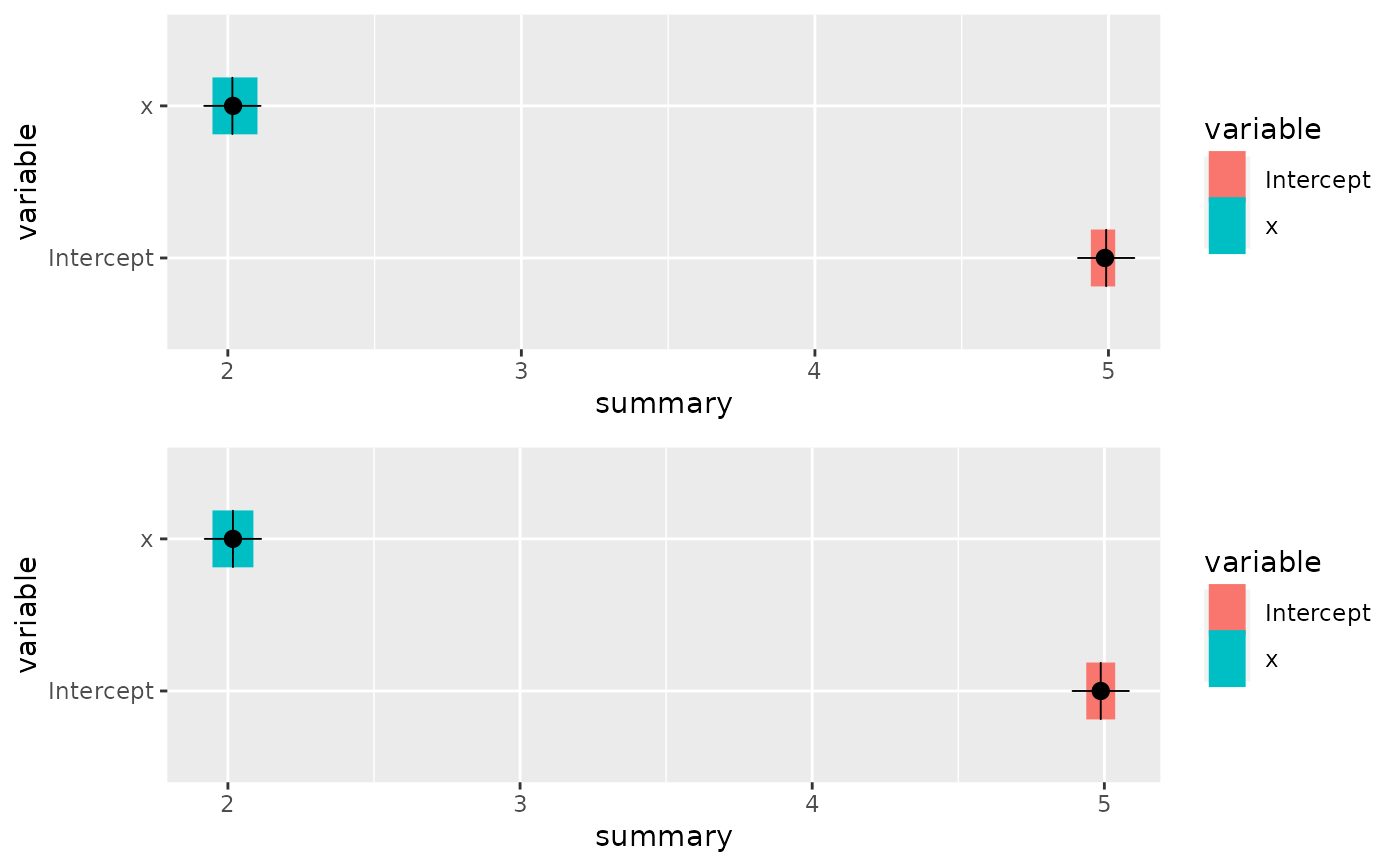 variable
x
Intercept
2 3 4 5
summary
variable
Intercept
x
variable
x
Intercept
2 3 4 5
summary
variable
Intercept
x